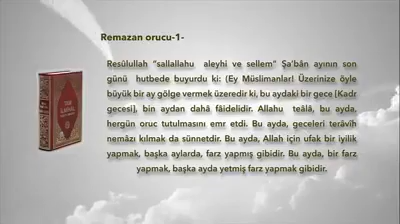 Remazan orucu-1-
Resûlullah "sallallahu aleyhi ve sellem" Şa'bân ayının son
günü hutbede buyurdu ki: (Ey Müslimanlar! Üzerinize öyle
büyük bir ay gölge vermek üzeredir ki, bu aydaki bir gece [Kadr
gecesi], bin aydan dahâ fâidelidir. Allahu teâlâ, bu ayda,
hergün oruc tutulmasını emr etdi. Bu ayda, geceleri terâvîh
nemâzı kılmak da sünnetdir. Bu ayda, Allah için ufak bir iyilik
yapmak, başka aylarda, farz yapmış gibidir. Bu ayda, bir farz
yapmak, başka ayda yetmiş farz yapmak gibidir.